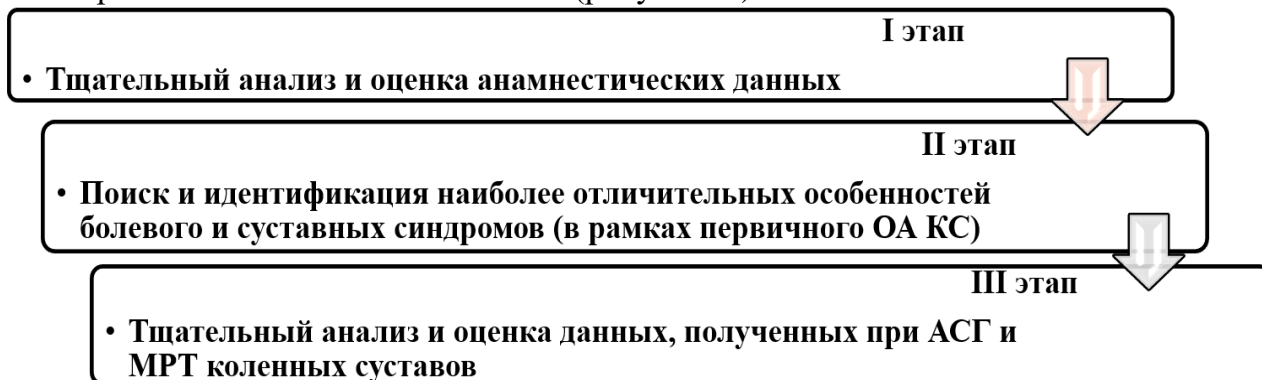 I этап
• Тщательный анализ и оценка анамнестических данных
II этап
• Поиск и идентификация наиболее отличительных особенностей
болевого и суставных синдромов (в рамках первичного ОА КС)
III этап
• Тщательный анализ и оценка данных, полученных при АСГ и
МРТ коленных суставов